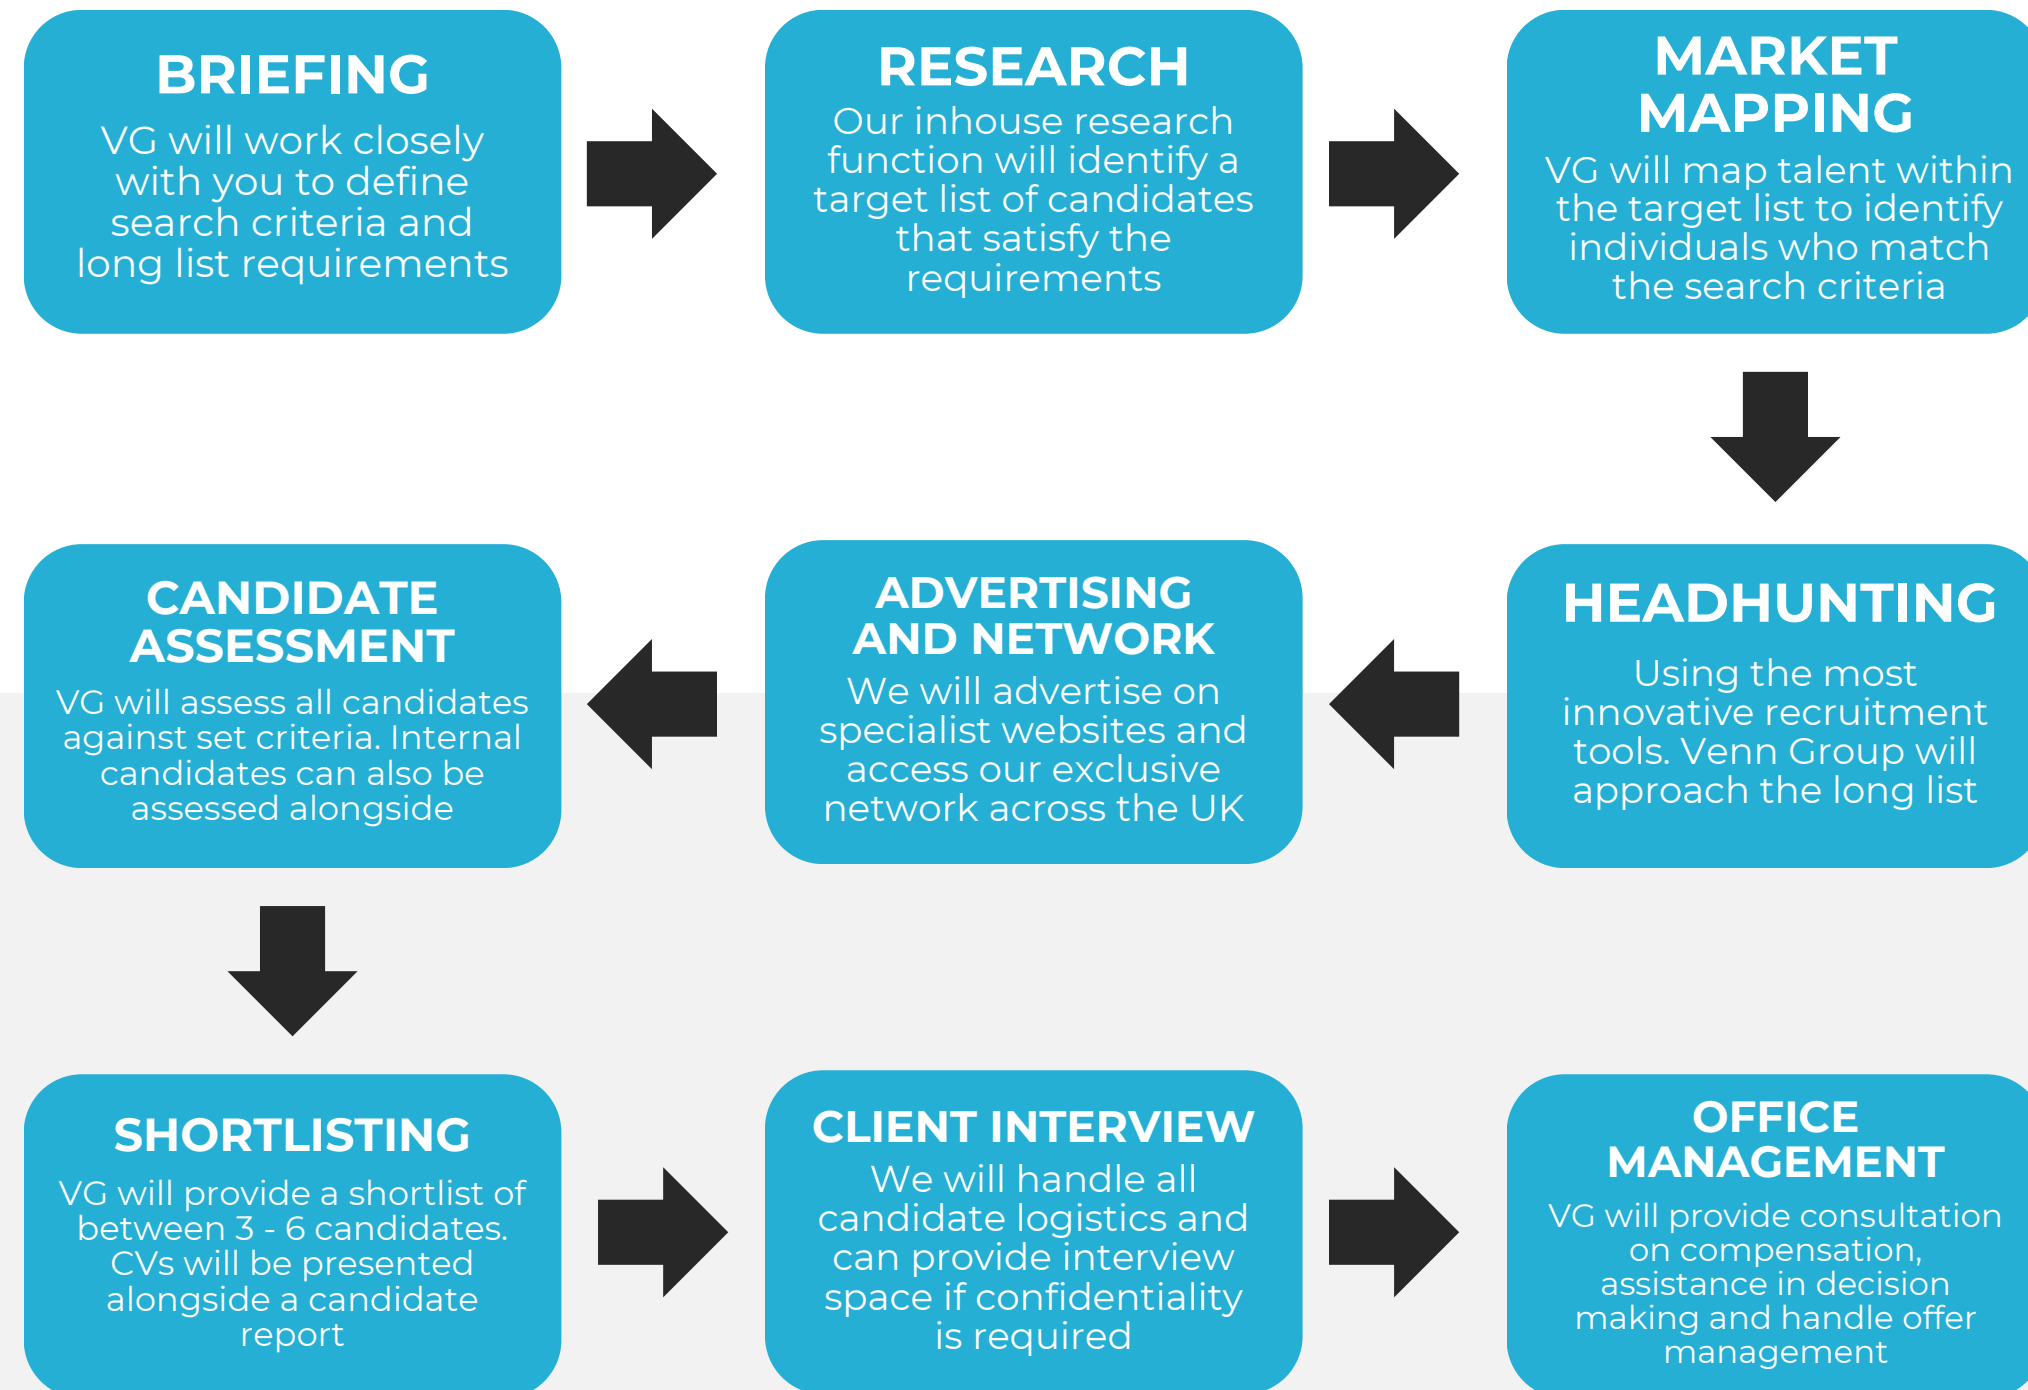 BRIEFING
VG will work closely
with you to define
search criteria and
long list requirements
RESEARCH
Our inhouse research
function will identify a
target list of candidates
that satisfy the
requirements
MARKET
MAPPING
VG will map talent within
the target list to identify
individuals who match
the search criteria
HEADHUNTING
Using the most
innovative recruitment
tools. Venn Group will
approach the long list
ADVERTISING
AND NETWORK
We will advertise on
specialist websites and
access our exclusive
network across the UK
CANDIDATE
ASSESSMENT
VG will assess all candidates
against set criteria. Internal
candidates can also be
assessed alongside
SHORTLISTING
VG will provide a shortlist of
between 3 - 6 candidates.
CVs will be presented
alongside a candidate
report
CLIENT INTERVIEW
We will handle all
candidate logistics and
can provide interview
space if confidentiality
is required
OFFICE
MANAGEMENT
VG will provide consultation
on compensation,
assistance in decision
making and handle offer
management